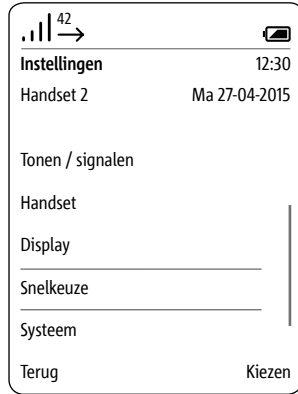 42
Instellingen 12:30
Handset 2 Ma 27-04-2015
Tonen / signalen
Handset
Display
Snelkeuze
Systeem
Terug Kiezen